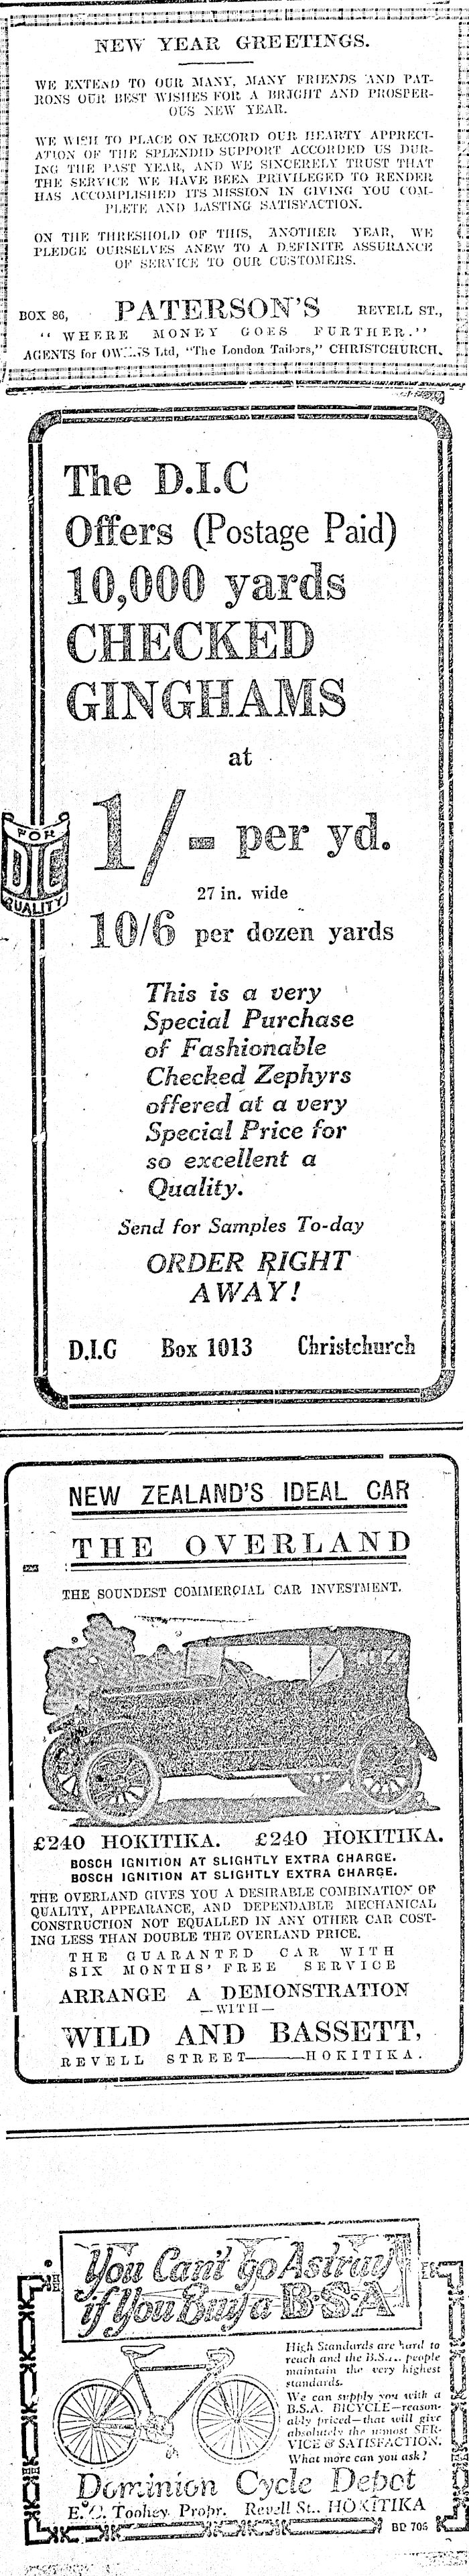 NEW YEAR GREETINGS.
WE EXTEND TO OUR MANY, MANY FRIENDS AND PAT-
RONS OUR BEST WISHES FOR A BRIGHT AND PROSPER-
OUS NEW YEAR.
WE WISH TO PLACE ON RECORD OUR HEARTY APPRECI-
ATION OF THE SPLENDID SUPPORT ACCORDED US DUR-
ING THE PAST YEAR, AND WE SINCERELY TRUST THAT
THE SERVICE WE HAVE BEEN PRIVILEGED TO RENDER
HAS ACCOMPLISHED ITS MISSION IN GIVING YOU COM-
PLETE AND LASTING SATISFACTION.
ON THE THRESHOLD OF THIS, ANOTHER YEAR, WE
PLEDGE OURSELVES ANEW TO A DEFINITE ASSURANCE
OF SERVICE TO OUR CUSTOMERS.
BOX 86, PATERSON'S REVELL ST.,
"WHERE MONEY GOES FURTHER."
AGENTS for Ltd, "The London Tailors," CHRISTCHURCH.
The D.I.C
Offers (Postage Paid)
10,000 yards
CHECKED
GINGHAMS
at
1/- per yd.
FOR
DIC
QUALITY
27 in. wide
10/6 per dozen yards
This is a very
Special Purchase
of Fashionable
Checked Zephyrs
offered at a very
Special Price for
so excellent a
Quality.
Send for Samples To-day
ORDER RIGHT
AWAY!
D.I.C Box 1013 Christchurch
NEW ZEALAND'S IDEAL CAR
THE OVERLAND
THE SOUNDEST COMMERCIAL CAR INVESTMENT.
£240 HOKITIKA. £240 HOKITIKA.
BOSCH IGNITION AT SLIGHTLY EXTRA CHARGE.
BOSCH IGNITION AT SLIGHTLY EXTRA CHARGE.
THE OVERLAND GIVES YOU A DESIRABLE COMBINATION OF
QUALITY, APPEARANCE, AND DEPENDABLE MECHANICAL
CONSTRUCTION NOT EQUALLED IN ANY OTHER CAR COST-
ING LESS THAN DOUBLE THE OVERLAND PRICE.
THE GUARANTED CAR WITH
SIX MONTHS' FREE SERVICE
ARRANGE A DEMONSTRATION
—WITH—
WILD AND BASSETT,
REVELL STREET———HOKITIKA.
You Can't go Astray
if You Buy a B.S.A
High Standards are hard to
reach and the B.S.A. people
maintain the very highest
standards.
We can supply you with a
B.S.A. BICYCLE—reason-
ably priced—that will give
absolutely the utmost SER-
VICE & SATISFACTION.
What more can you ask?
Dominion Cycle Depot
Toohey, Propr. Revell St., HOKITIKA
BD 705